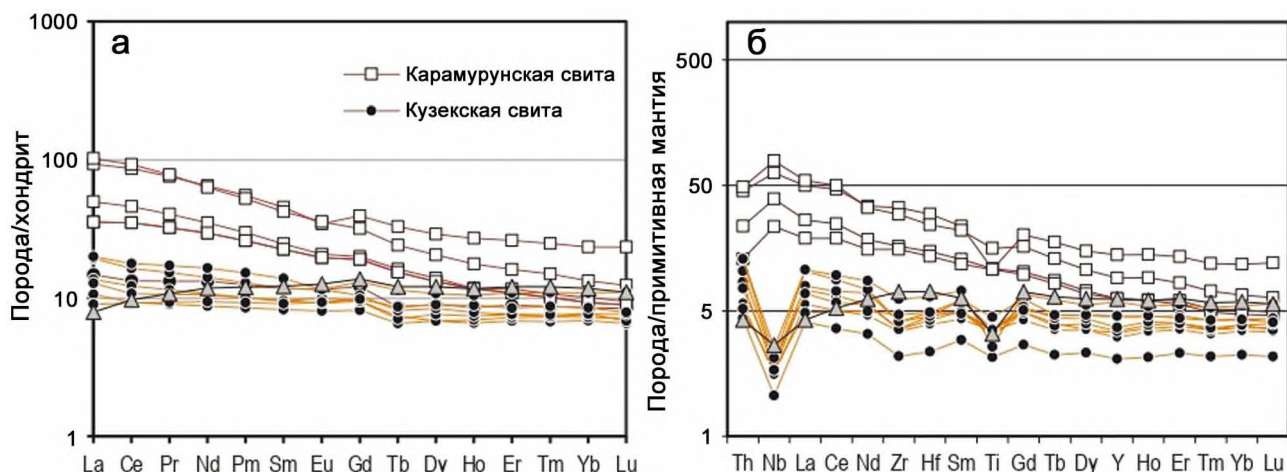 а
Порода/хондрит
1000
100
10
1
Карамурунская свита
Кузекская свита
La Ce Pr Nd Pm Sm Eu Gd Tb Dy Ho Er Tm Yb Lu
б
Порода/примитивная мантия
500
50
5
1
Th Nb La Ce Nd Zr Hf Sm Ti Gd Tb Dy Y Ho Er Tm Yb Lu